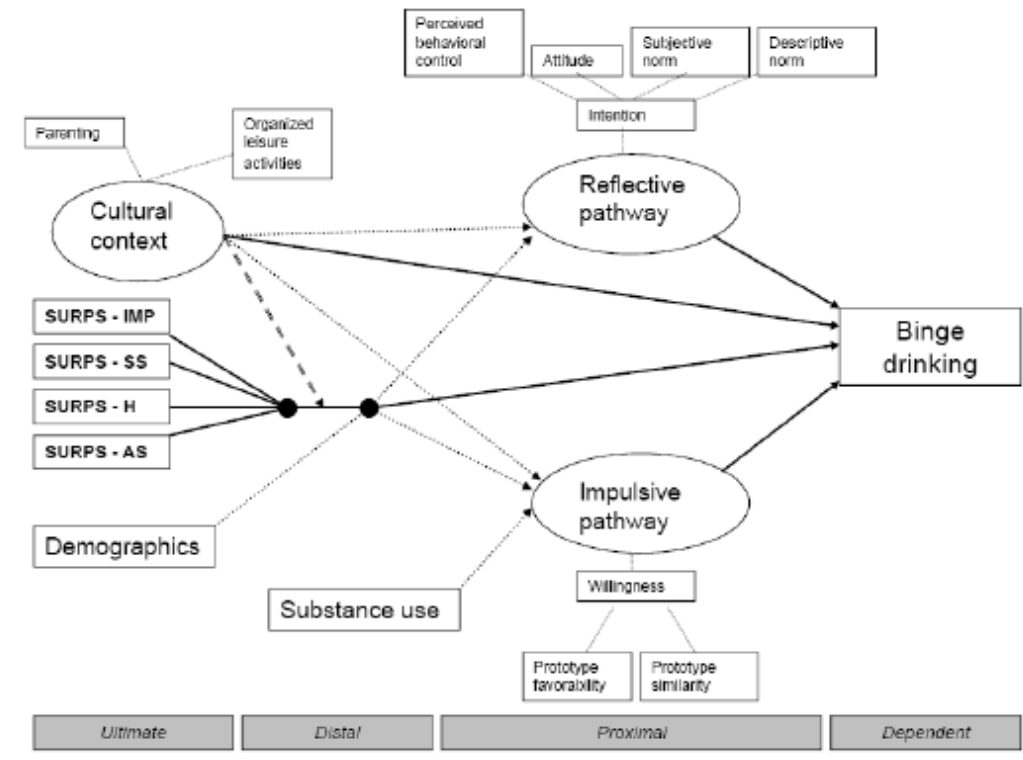 Perceived
behavioral
control
Attitude
Subjective
norm
Descriptive
norm
Intention
Parenting
Organized
leisure
activities
Cultural
context
Reflective
pathway
SURPS - IMP
SURPS - SS
SURPS - H
SURPS - AS
Binge
drinking
Impulsive
pathway
Demographics
Substance use
Willingness
Prototype
favorability
Prototype
similarity
Ultimate
Distal
Proximal
Dependent